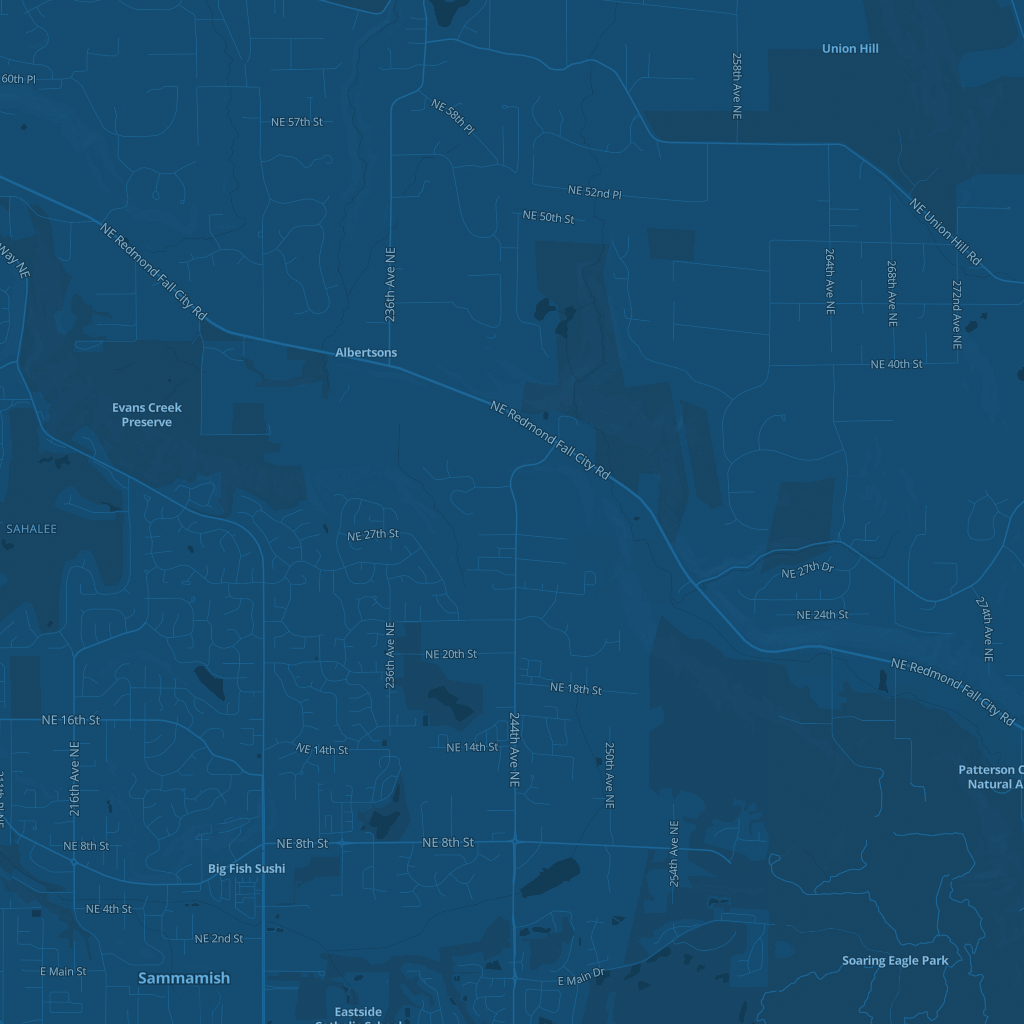 Union Hill
60th Pl
258th Ave NE
NE 58th Pl
NE 57th St
NE 52nd Pl
NE 50th St
NE Union Hill Rd
NE Redmond Fall City Rd
Way NE
236th Ave NE
264th Ave NE
268th Ave NE
272nd Ave NE
Albertsons
NE 40th St
Evans Creek
Preserve
NE Redmond Fall City Rd
SAHALEE
NE 27th St
NE 27th Dr
NE 24th St
274th Ave NE
236th Ave NE
NE 20th St
NE 18th St
NE Redmond Fall City Rd
NE 16th St
NE 14th St
NE 14th St
244th Ave NE
250th Ave NE
216th Ave NE
Patterson C
Natural A
NE 8th St
NE 8th St
NE 8th St
254th Ave NE
Big Fish Sushi
NE 4th St
NE 2nd St
E Main St
Sammamish
E Main Dr
Soaring Eagle Park
Eastside